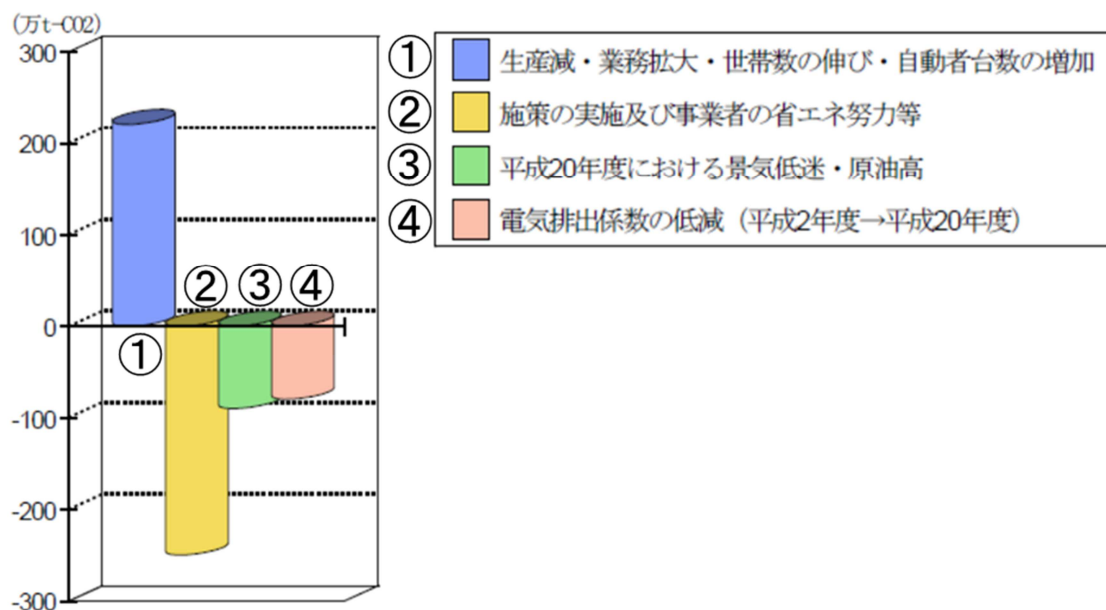 (万t-CO2)
300
200
100
0
-100
-200
-300
①
②
③
④
① 生産減・業務拡大・世帯数の伸び・自動者台数の増加
② 施策の実施及び事業者の省エネ努力等
③ 平成20年度における景気低迷・原油高
④ 電気排出係数の低減（平成2年度→平成20年度）